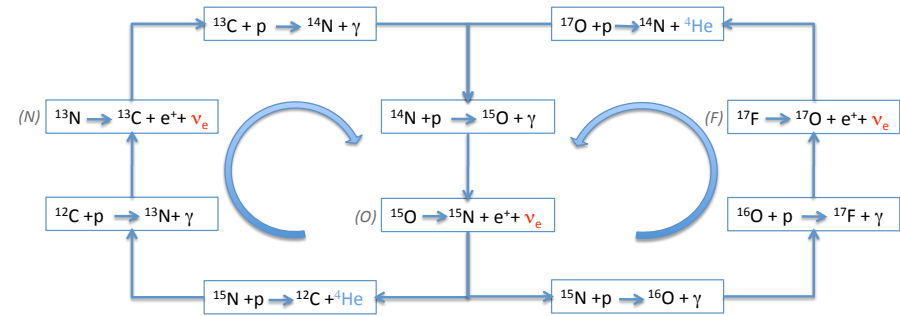 ¹³C + p → ¹⁴N + γ
¹⁷O +p → ¹⁴N + ⁴He
(N)
¹³N → ¹³C + e⁺+ νₑ
¹⁴N +p → ¹⁵O + γ
(F)
¹⁷F → ¹⁷O + e⁺+ νₑ
¹²C +p → ¹³N+ γ
(O)
¹⁵O → ¹⁵N + e⁺+ νₑ
¹⁶O + p → ¹⁷F + γ
¹⁵N +p → ¹²C +⁴He
¹⁵N +p → ¹⁶O + γ